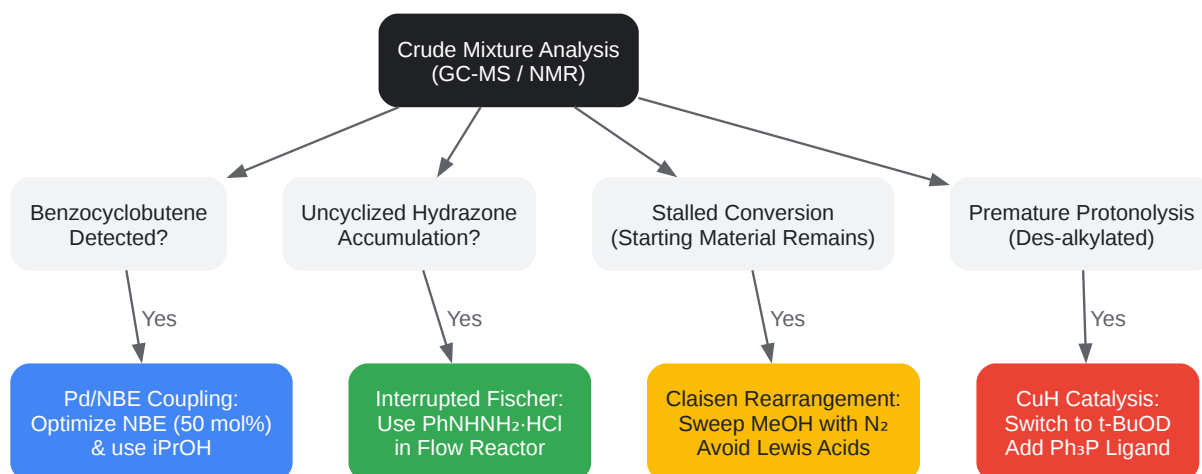 Crude Mixture Analysis
(GC-MS / NMR)
Benzocyclobutene
Detected?
Uncyclized Hydrazone
Accumulation?
Stalled Conversion
(Starting Material Remains)
Premature Protonolysis
(Des-alkylated)
Yes
Yes
Yes
Yes
Pd/NBE Coupling:
Optimize NBE (50 mol%)
& use iPrOH
Interrupted Fischer:
Use PhNHNH₂·HCl
in Flow Reactor
Claisen Rearrangement:
Sweep MeOH with N₂
Avoid Lewis Acids
CuH Catalysis:
Switch to t-BuOD
Add Ph₃P Ligand